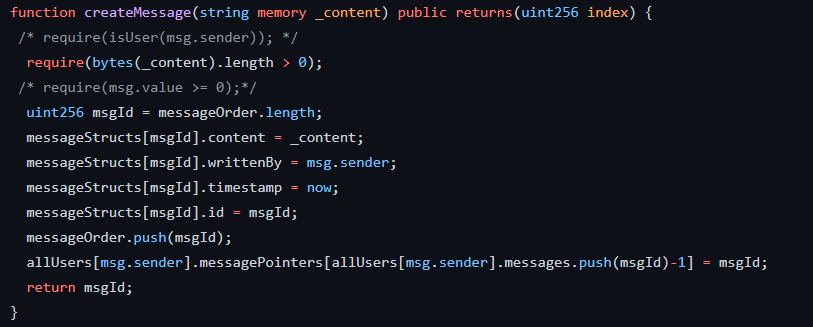 function createMessage(string memory _content) public returns(uint256 index) {
/* require(isUser(msg.sender)); */
require(bytes(_content).length > 0);
/* require(msg.value >= 0);*/
uint256 msgId = messageOrder.length;
messageStructs[msgId].content = _content;
messageStructs[msgId].writtenBy = msg.sender;
messageStructs[msgId].timestamp = now;
messageStructs[msgId].id = msgId;
messageOrder.push(msgId);
allUsers[msg.sender].messagePointers[allUsers[msg.sender].messages.push(msgId)-1] = msgId;
return msgId;
}